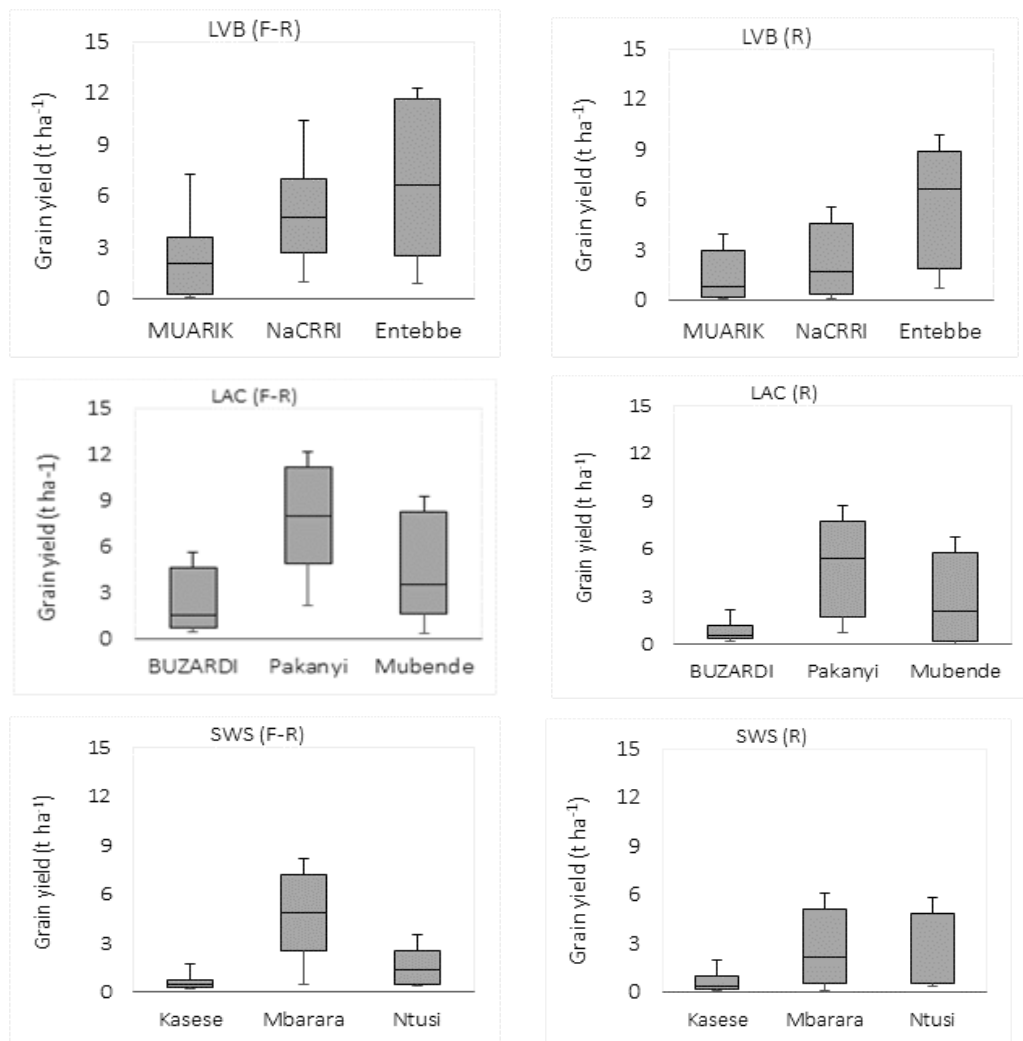 LVB (F-R)
Grain yield (t ha-1)
15
12
9
6
3
0
MUARIK NaCRRI Entebbe
LVB (R)
Grain yield (t ha-1)
15
12
9
6
3
0
MUARIK NaCRRI Entebbe
LAC (F-R)
Grain yield (t ha-1)
15
12
9
6
3
0
BUZARDI Pakanyi Mubende
LAC (R)
Grain yield (t ha-1)
15
12
9
6
3
0
BUZARDI Pakanyi Mubende
SWS (F-R)
Grain yield (t ha-1)
15
12
9
6
3
0
Kasese Mbarara Ntusi
SWS (R)
Grain yield (t ha-1)
15
12
9
6
3
0
Kasese Mbarara Ntusi